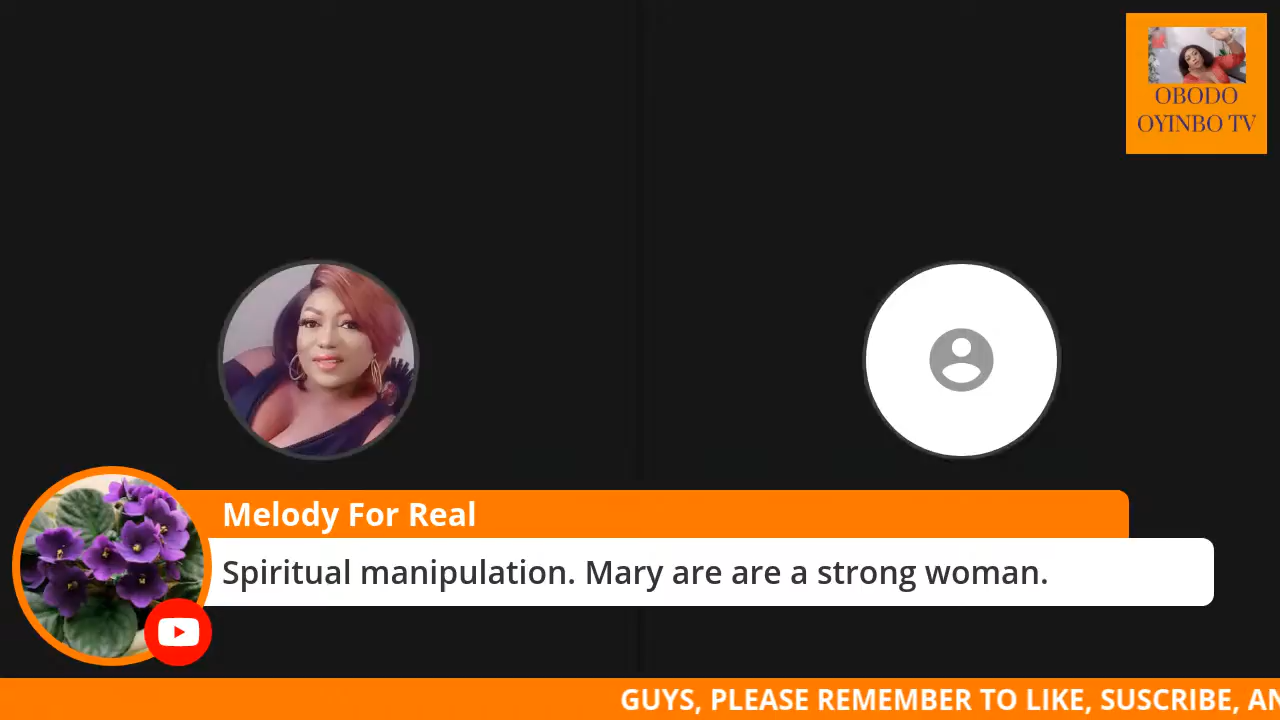 OBODO
OYINBO TV
Melody For Real
Spiritual manipulation. Mary are are a strong woman.
GUYS, PLEASE REMEMBER TO LIKE, SUSCRIBE, AN